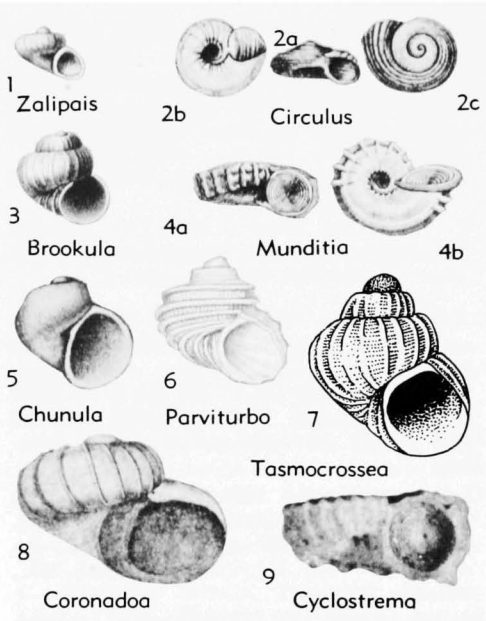 1
Zalipais
2a
2b
2c
Circulus
3
Brookula
4a
Munditia
4b
5
Chunula
6
Parviturbo
7
Tasmocrossea
8
Coronadoa
9
Cyclostrema